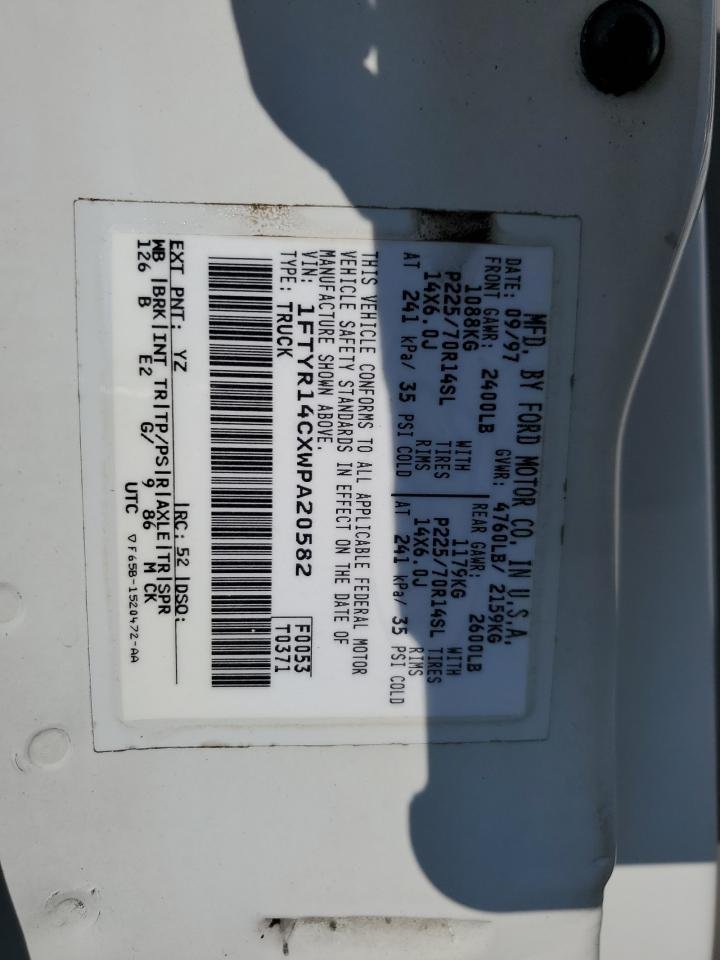 MFD. BY FORD MOTOR CO. IN U.S.A.
DATE: 09/97 GVWR: 4760LB/ 2159KG
FRONT GAWR: 2400LB REAR GAWR: 2600LB
1088KG WITH 1179KG WITH
P225/70R14SL TIRES P225/70R14SL TIRES
14X6.0J RIMS 14X6.0J RIMS
AT 241 kPa/ 35 PSI COLD AT 241 kPa/ 35 PSI COLD
THIS VEHICLE CONFORMS TO ALL APPLICABLE FEDERAL MOTOR
VEHICLE SAFETY STANDARDS IN EFFECT ON THE DATE OF
MANUFACTURE SHOWN ABOVE.
VIN: 1FTYR14CXWPA20582 F0053
TYPE: TRUCK T0371
EXT PNT: YZ RC: 52 DSO:
WB BRK INT TR TP/PS R AXLE TR SPR
126 B E2 G/ 9 86 M CK
UTC ▽F65B-1520472-AA